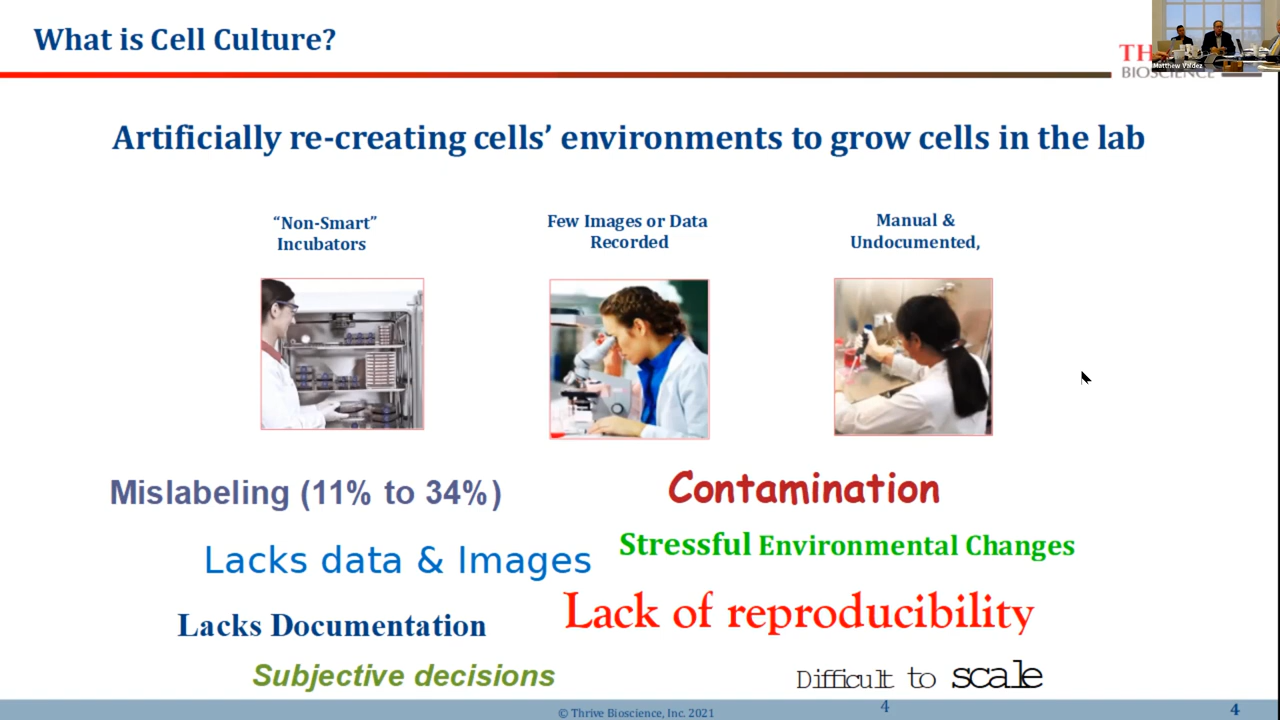 What is Cell Culture?
TH
BIOSCIENCE
Matthew Valdez
Artificially re-creating cells’ environments to grow cells in the lab
“Non-Smart”
Incubators
Few Images or Data
Recorded
Manual &
Undocumented,
Mislabeling (11% to 34%)
Contamination
Stressful Environmental Changes
Lacks data & Images
Lack of reproducibility
Lacks Documentation
Subjective decisions
Difficult to scale
© Thrive Bioscience, Inc. 2021
4
4